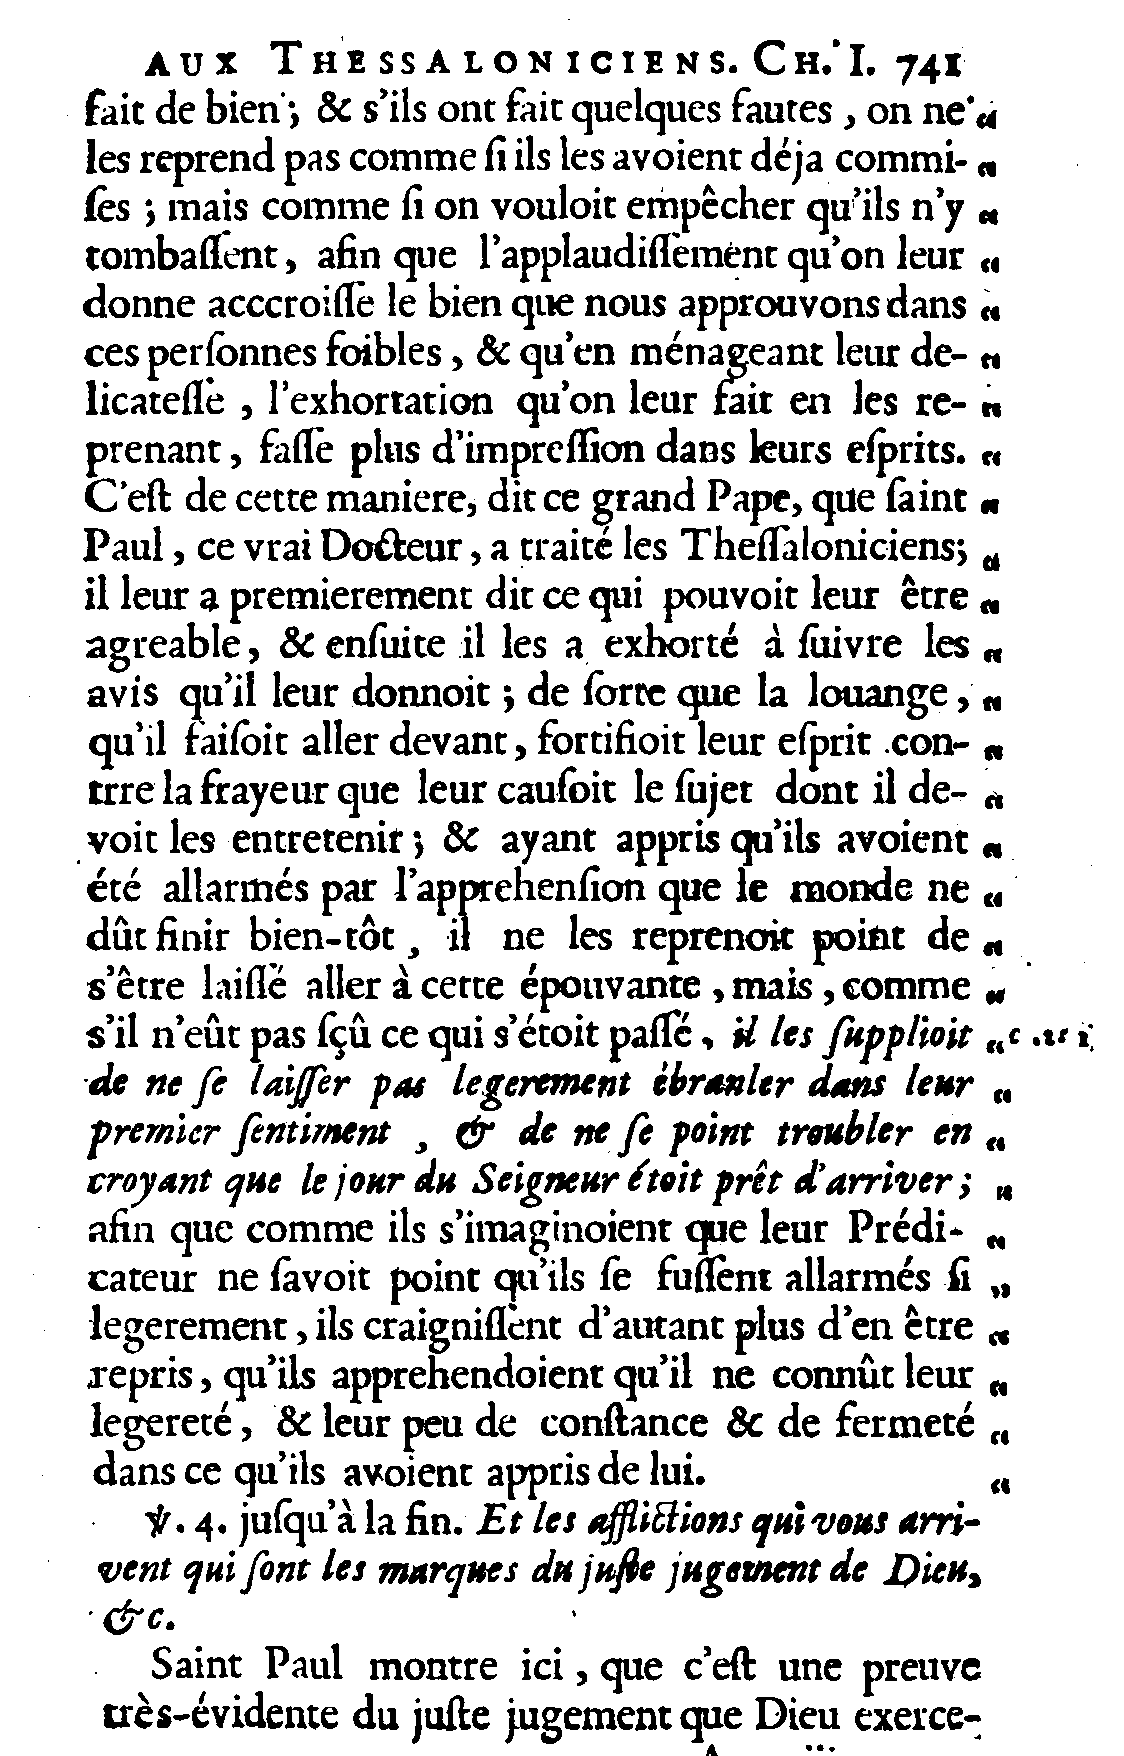 AUX THESSALONICIENS. CH. I. 741
fait de bien ; & s'ils ont fait quelques fautes , on ne "
les reprend pas comme ſi ils les avoient déja commi- "
ſes ; mais comme ſi on vouloit empêcher qu'ils n'y "
tombaſſent, afin que l'applaudiſſement qu'on leur "
donne acccroiſſe le bien que nous approuvons dans "
ces perſonnes foibles , & qu'en ménageant leur de- "
licateſſe , l'exhortation qu'on leur fait en les re- "
prenant , faſſe plus d'impreſſion dans leurs eſprits. "
C'eſt de cette maniere, dit ce grand Pape, que ſaint "
Paul , ce vrai Docteur , a traité les Theſſaloniciens; "
il leur a premierement dit ce qui pouvoit leur être "
agreable, & enſuite il les a exhorté à ſuivre les "
avis qu'il leur donnoit ; de ſorte que la louange , "
qu'il faiſoit aller devant , fortifioit leur eſprit con- "
trre la frayeur que leur cauſoit le ſujet dont il de- "
voit les entretenir ; & ayant appris qu'ils avoient "
été allarmés par l'apprehenſion que le monde ne "
dût finir bien-tôt , il ne les reprenoit point de "
s'être laiſſé aller à cette épouvante , mais , comme "
s'il n'eût pas ſçû ce qui s'étoit paſſé , il les ſupplioit "
de ne ſe laiſſer pas legerement ébranler dans leur "
premier ſentiment , & de ne ſe point troubler en "
croyant que le jour du Seigneur étoit prêt d'arriver ; "
afin que comme ils s'imaginoient que leur Prédi- "
cateur ne ſavoit point qu'ils ſe fuſſent allarmés ſi "
legerement , ils craigniſſent d'autant plus d'en être "
repris , qu'ils apprehendoient qu'il ne connût leur "
legereté , & leur peu de conſtance & de fermeté "
dans ce qu'ils avoient appris de lui. "
℣. 4. juſqu'à la fin. Et les afflictions qui vous arri-
vent qui ſont les marques du juſte jugement de Dieu,
&c.
Saint Paul montre ici , que c'eſt une preuve
très-évidente du juſte jugement que Dieu exerce-